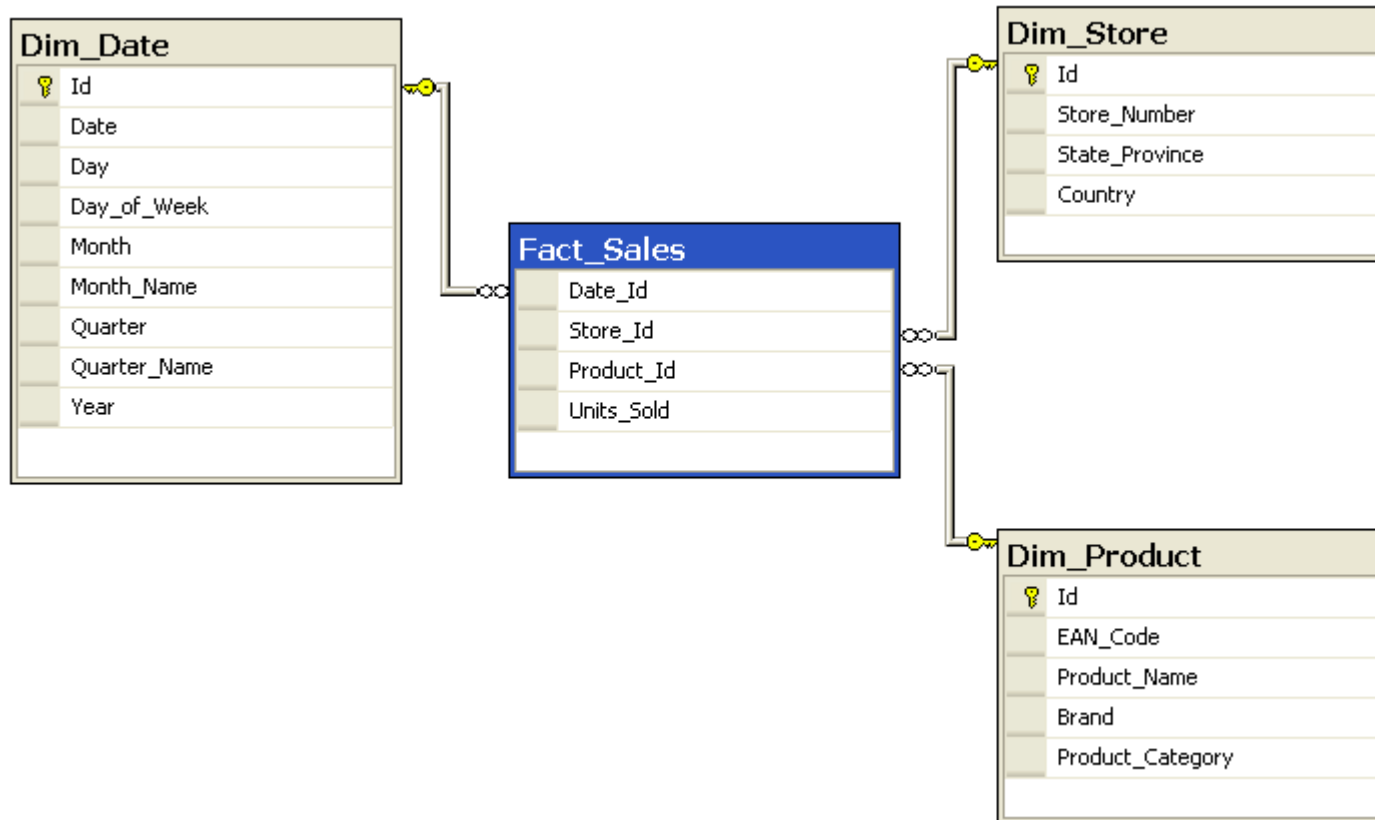 Dim_Date
Id
Date
Day
Day_of_Week
Month
Month_Name
Quarter
Quarter_Name
Year
Fact_Sales
Date_Id
Store_Id
Product_Id
Units_Sold
Dim_Store
Id
Store_Number
State_Province
Country
Dim_Product
Id
EAN_Code
Product_Name
Brand
Product_Category